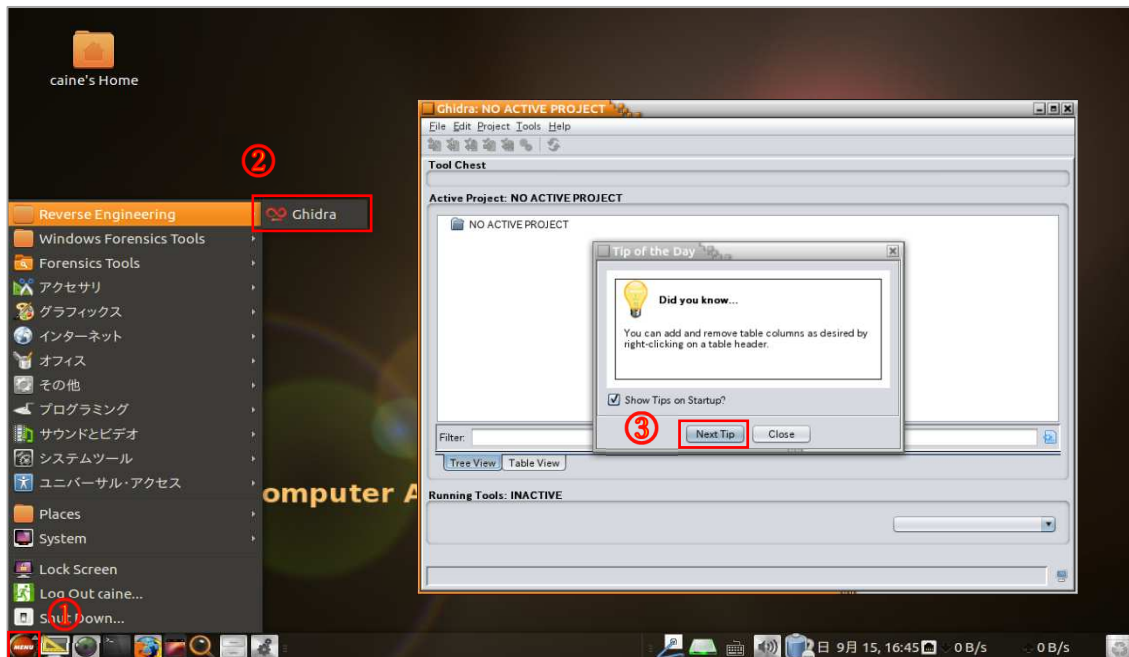 caine's Home
②
Reverse Engineering
Ghidra
Windows Forensics Tools
Forensics Tools
アクセサリ
グラフィックス
インターネット
オフィス
その他
プログラミング
サウンドとビデオ
システムツール
ユニバーサル・アクセス
Places
System
Lock Screen
Log Out caine...
①
Shut Down...
MENU
omputer A
Ghidra: NO ACTIVE PROJECT
File Edit Project Tools Help
Tool Chest
Active Project: NO ACTIVE PROJECT
NO ACTIVE PROJECT
Tip of the Day
Did you know...
You can add and remove table columns as desired by
right-clicking on a table header.
Show Tips on Startup?
③
Next Tip Close
Filter:
Tree View Table View
Running Tools: INACTIVE
日 9月 15, 16:45 0 B/s 0 B/s